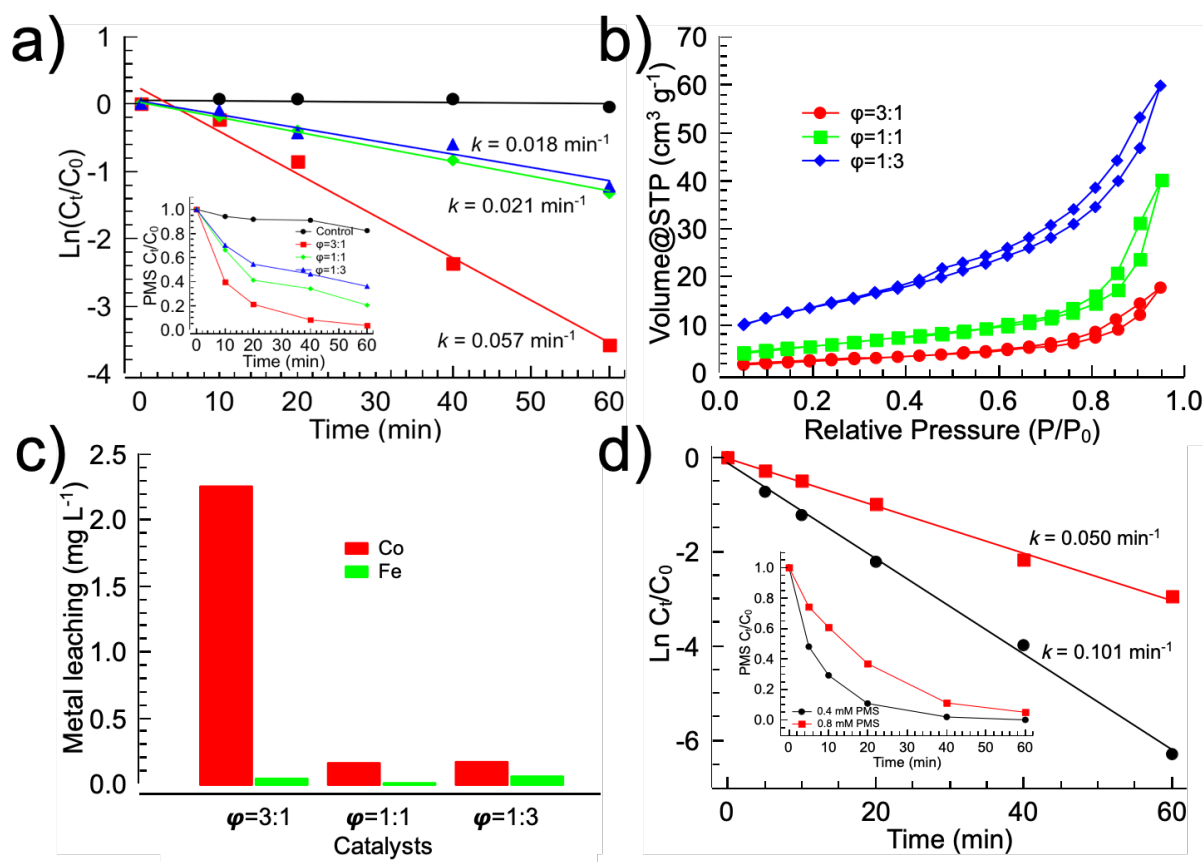 a)
1
0
-1
-2
-3
-4
Ln(Cₜ/C₀)
k = 0.018 min⁻¹
k = 0.021 min⁻¹
k = 0.057 min⁻¹
1.0
0.8
0.6
0.4
0.2
0.0
PMS Cₜ/C₀
Control
φ=3:1
φ=1:1
φ=1:3
0 10 20 30 40 50 60
Time (min)
0 20 40 60
Time (min)
b)
70
60
50
40
30
20
10
0
Volume@STP (cm³ g⁻¹)
φ=3:1
φ=1:1
φ=1:3
0.0 0.2 0.4 0.6 0.8 1.0
Relative Pressure (P/P₀)
c)
2.5
2.0
1.5
1.0
0.5
0.0
Metal leaching (mg L⁻¹)
Co
Fe
φ=3:1 φ=1:1 φ=1:3
Catalysts
d)
0
-2
-4
-6
Ln Cₜ/C₀
k = 0.050 min⁻¹
k = 0.101 min⁻¹
1.0
0.8
0.6
0.4
0.2
0.0
PMS Cₜ/C₀
0.4 mM PMS
0.8 mM PMS
0 10 20 30 40 50 60
Time (min)
0 20 40 60
Time (min)